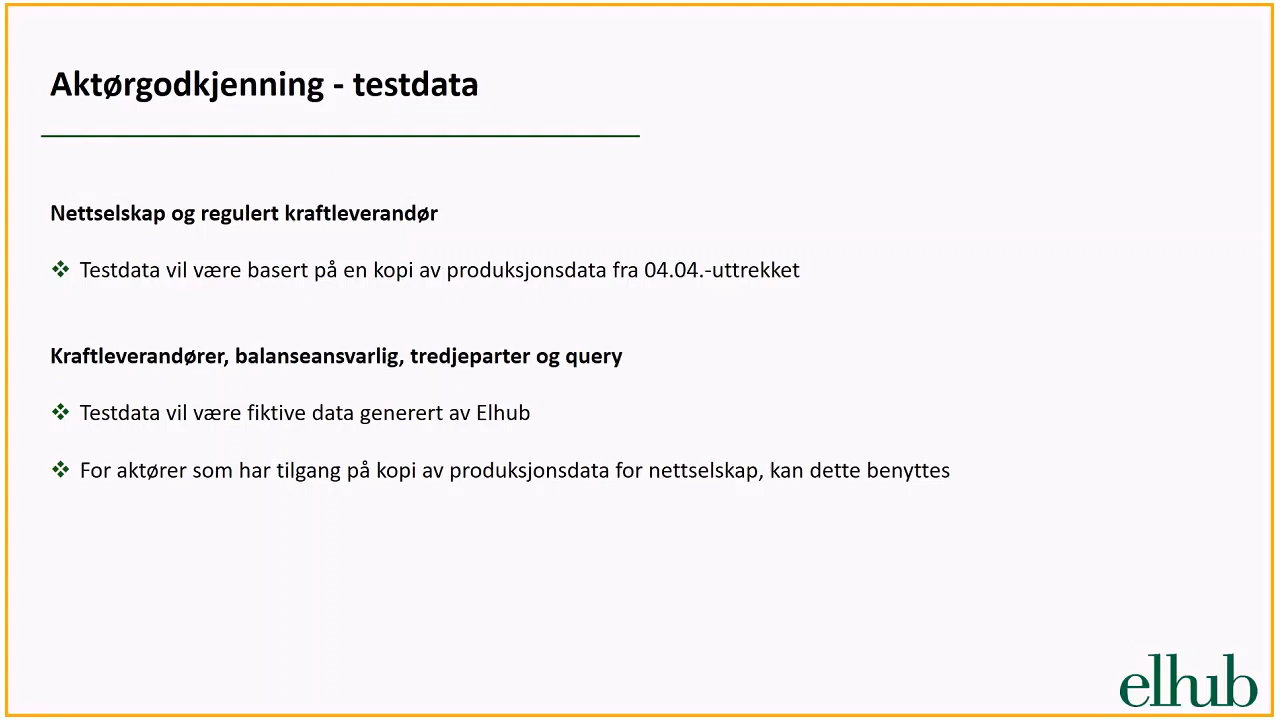 Aktørgodkjenning - testdata
Nettselskap og regulert kraftleverandør
❖ Testdata vil være basert på en kopi av produksjonsdata fra 04.04.-uttrekket
Kraftleverandører, balanseansvarlig, tredjeparter og query
❖ Testdata vil være fiktive data generert av Elhub
❖ For aktører som har tilgang på kopi av produksjonsdata for nettselskap, kan dette benyttes
elhub